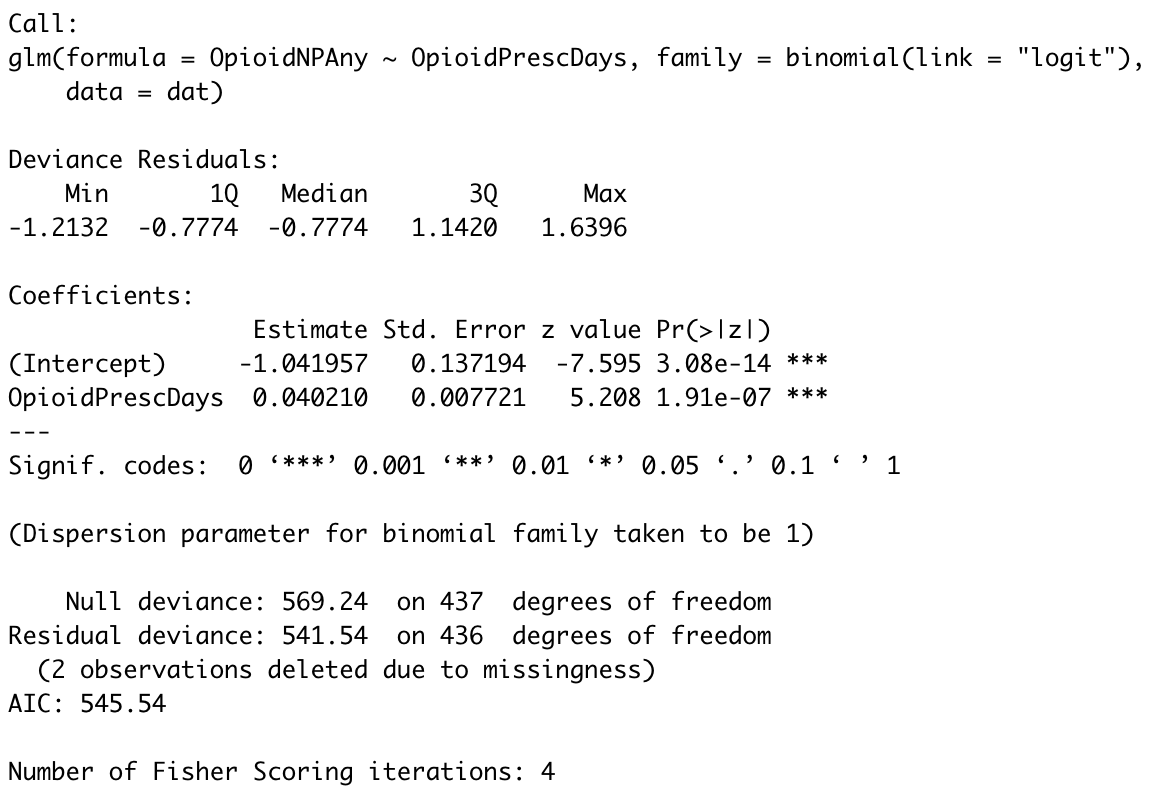 Call:
glm(formula = OpioidNPAny ~ OpioidPrescDays, family = binomial(link = "logit"),
    data = dat)

Deviance Residuals:
    Min       1Q   Median       3Q      Max
-1.2132  -0.7774  -0.7774   1.1420   1.6396

Coefficients:
                 Estimate Std. Error z value Pr(>|z|)
(Intercept)     -1.041957   0.137194  -7.595 3.08e-14 ***
OpioidPrescDays  0.040210   0.007721   5.208 1.91e-07 ***
---
Signif. codes:  0 ‘***’ 0.001 ‘**’ 0.01 ‘*’ 0.05 ‘.’ 0.1 ‘ ’ 1

(Dispersion parameter for binomial family taken to be 1)

    Null deviance: 569.24  on 437  degrees of freedom
Residual deviance: 541.54  on 436  degrees of freedom
  (2 observations deleted due to missingness)
AIC: 545.54

Number of Fisher Scoring iterations: 4